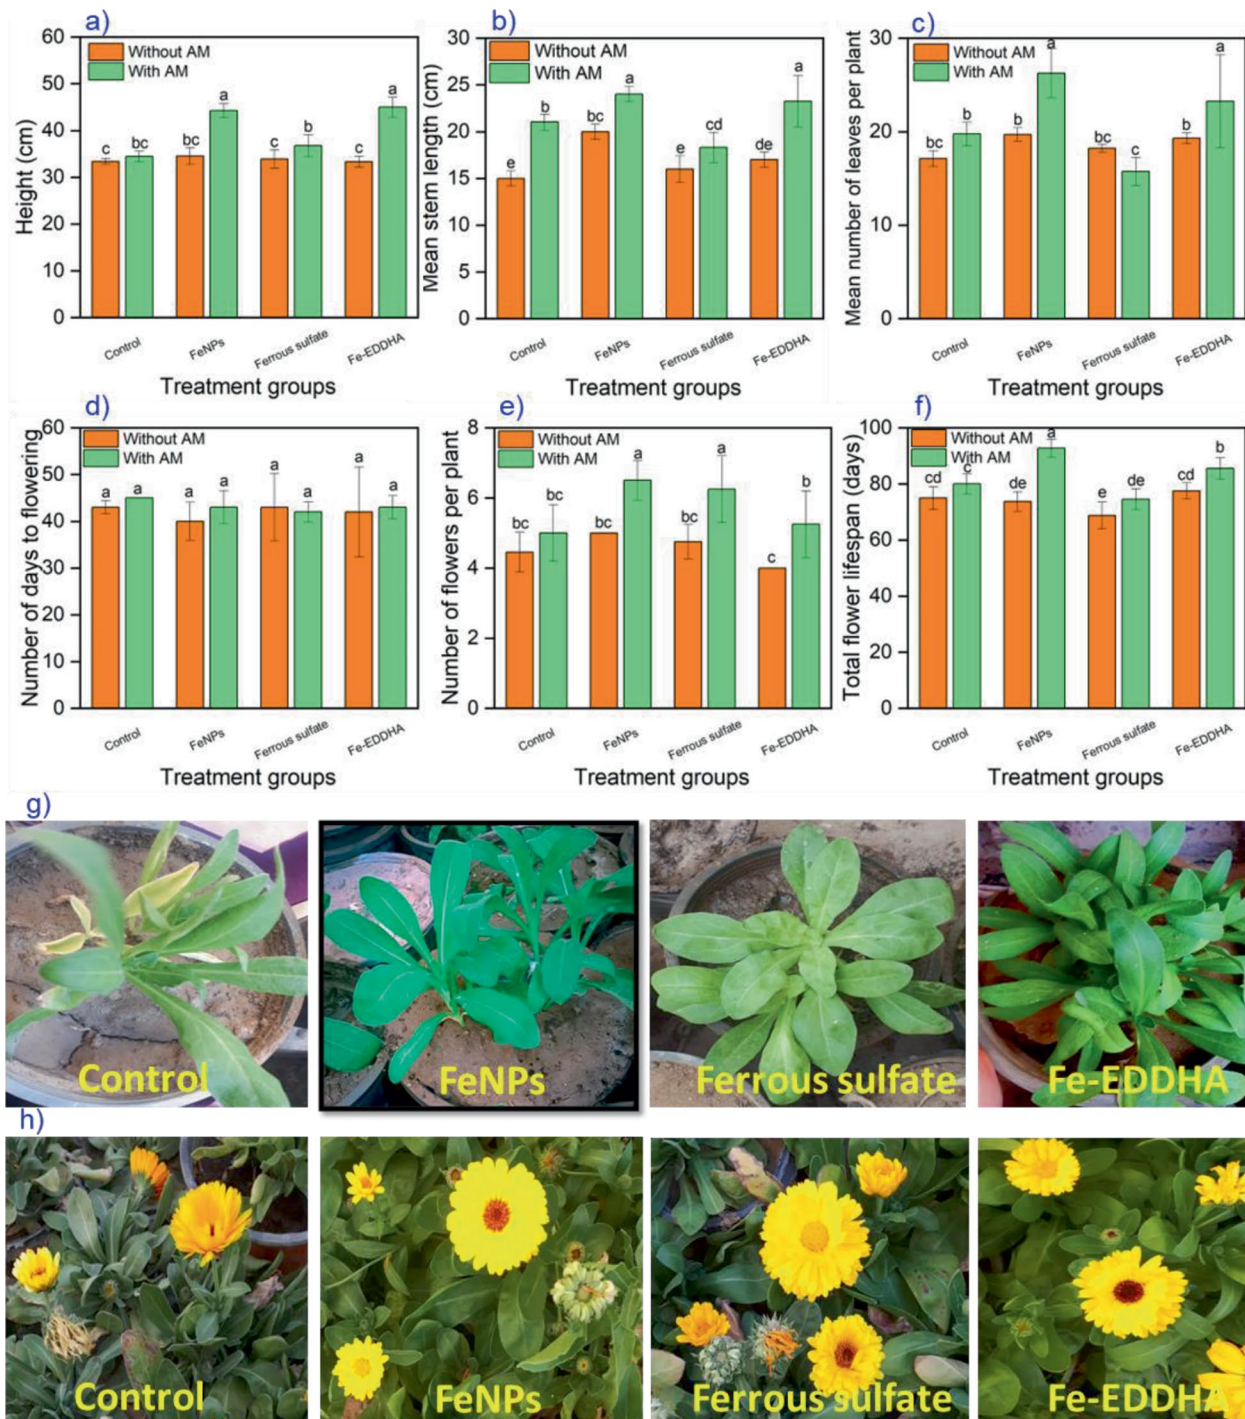 a)
60
50
40
30
20
10
0
Height (cm)
Without AM
With AM
c
bc
bc
a
c
b
c
a
Control
FeNPs
Ferrous sulfate
Fe-EDDHA
Treatment groups
b)
30
25
20
15
10
5
0
Mean stem length (cm)
Without AM
With AM
e
b
bc
a
e
cd
de
a
Control
FeNPs
Ferrous sulfate
Fe-EDDHA
Treatment groups
c)
30
20
10
0
Mean number of leaves per plant
Without AM
With AM
bc
b
b
a
bc
c
b
a
Control
FeNPs
Ferrous sulfate
Fe-EDDHA
Treatment groups
d)
60
50
40
30
20
10
0
Number of days to flowering
Without AM
With AM
a
a
a
a
a
a
a
a
Control
FeNPs
Ferrous sulfate
Fe-EDDHA
Treatment groups
e)
8
6
4
2
0
Number of flowers per plant
Without AM
With AM
bc
bc
bc
a
bc
a
c
b
Control
FeNPs
Ferrous sulfate
Fe-EDDHA
Treatment groups
f)
100
80
60
40
20
0
Total flower lifespan (days)
Without AM
With AM
cd
c
de
a
e
de
cd
b
Control
FeNPs
Ferrous sulfate
Fe-EDDHA
Treatment groups
g)
Control
FeNPs
Ferrous sulfate
Fe-EDDHA
h)
Control
FeNPs
Ferrous sulfate
Fe-EDDHA